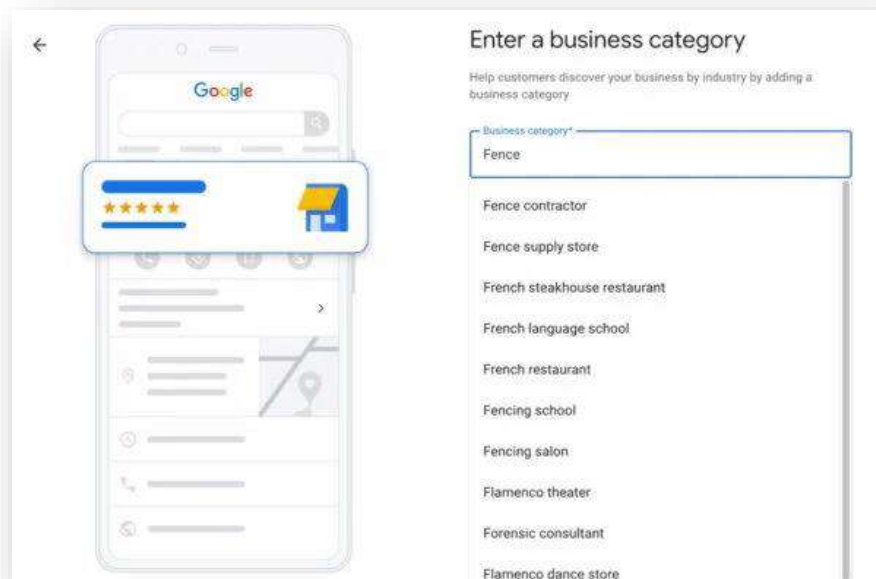 Google
Enter a business category
Help customers discover your business by industry by adding a
business category
Business category*
Fence
Fence contractor
Fence supply store
French steakhouse restaurant
French language school
French restaurant
Fencing school
Fencing salon
Flamenco theater
Forensic consultant
Flamenco dance store